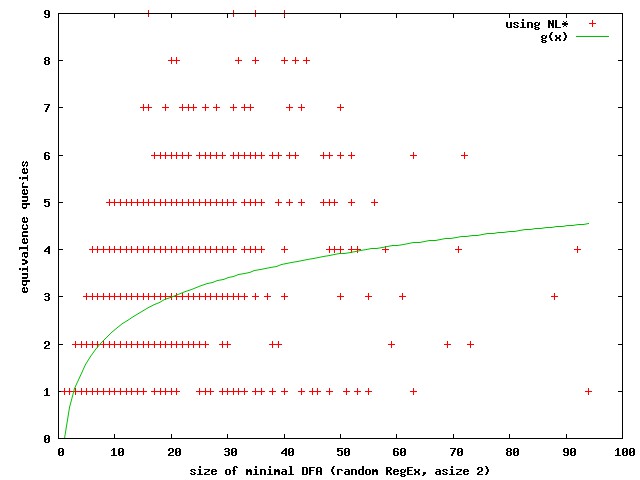 using NL*
g(x)
9
8
7
6
5
4
3
2
1
0
equivalence queries
0 10 20 30 40 50 60 70 80 90 100
size of minimal DFA (random RegEx, asize 2)